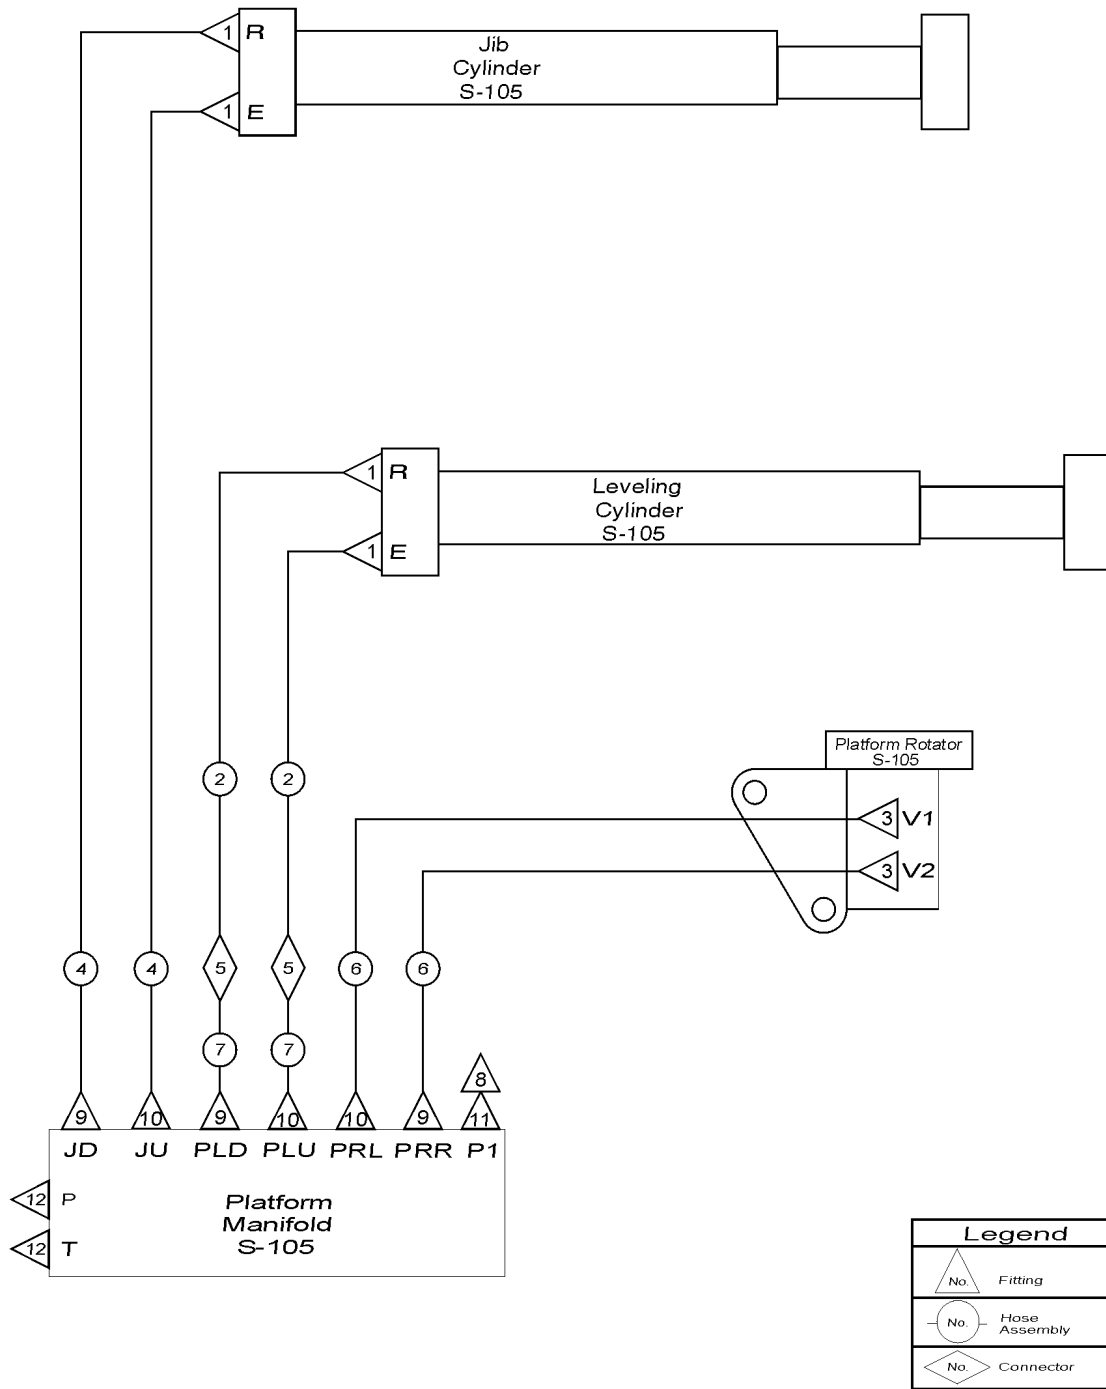 1 R
Jib
Cylinder
S-105
1 E
1 R
Leveling
Cylinder
S-105
1 E
Platform Rotator
S-105
2 2
3 V1
3 V2
4 4 5 5 6 6
7 7
8
9 10 9 10 10 9 11
JD JU PLD PLU PRL PRR P1
12 P
Platform
Manifold
S-105
12 T
Legend
No. Fitting
No. Hose
Assembly
No. Connector